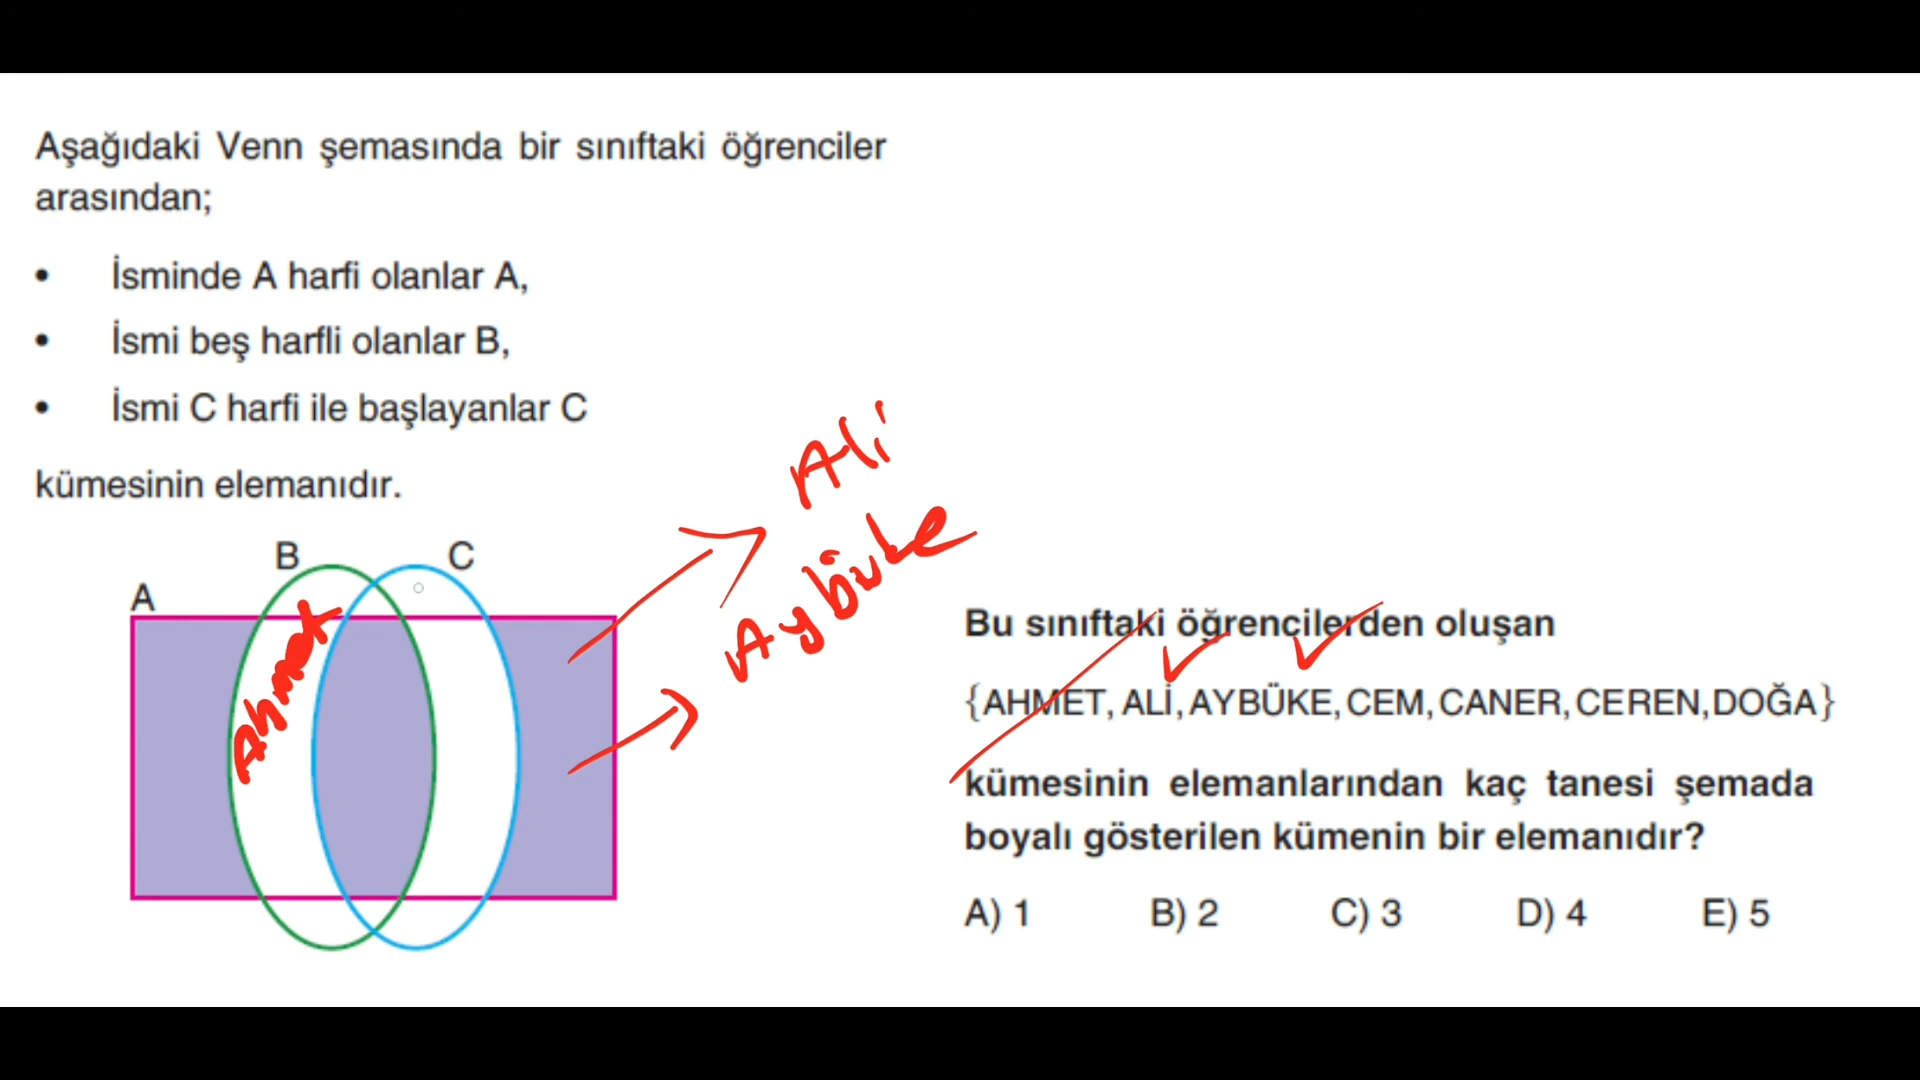 Aşağıdaki Venn şemasında bir sınıftaki öğrenciler
arasından;
• İsminde A harfi olanlar A,
• İsmi beş harfli olanlar B,
• İsmi C harfi ile başlayanlar C
kümesinin elemanıdır.
A
B
C
Ahmet
Ali
Aybüke
Bu sınıftaki öğrencilerden oluşan
{AHMET, ALİ, AYBÜKE, CEM, CANER, CEREN, DOĞA}
kümesinin elemanlarından kaç tanesi şemada
boyalı gösterilen kümenin bir elemanıdır?
A) 1 B) 2 C) 3 D) 4 E) 5